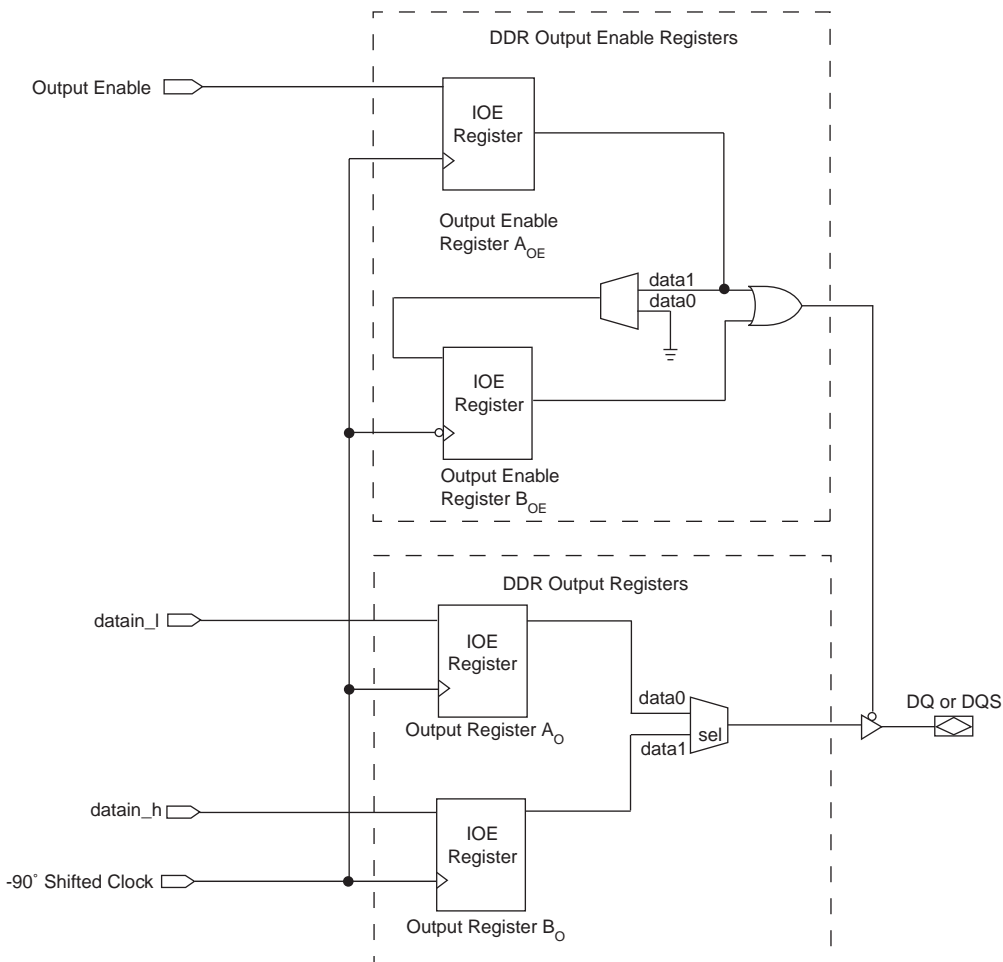 DDR Output Enable Registers
Output Enable
IOE
Register
Output Enable
Register A_OE
data1
data0
IOE
Register
Output Enable
Register B_OE
DDR Output Registers
datain_l
IOE
Register
data0
DQ or DQS
sel
Output Register A_O
data1
datain_h
IOE
Register
-90˚ Shifted Clock
Output Register B_O